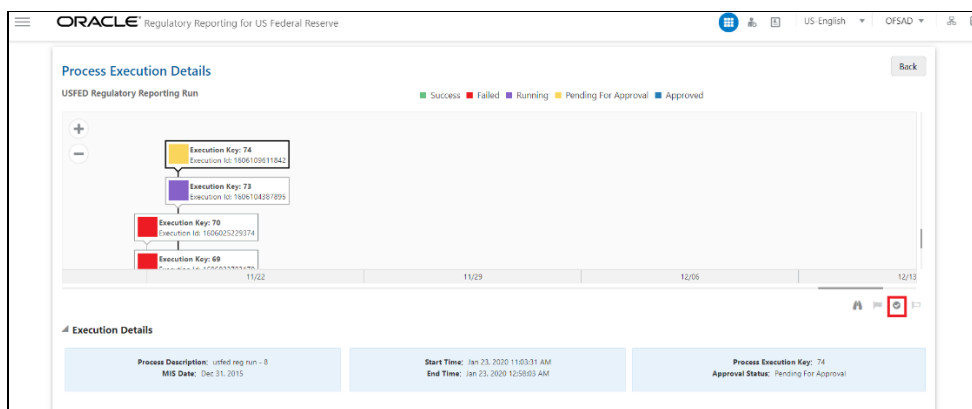 ORACLE Regulatory Reporting for US Federal Reserve US-English OFSAD
Process Execution Details Back
USFED Regulatory Reporting Run Success Failed Running Pending For Approval Approved
Execution Key: 74
Execution Id: 1606109611842
Execution Key: 73
Execution Id: 1606104387895
Execution Key: 70
Execution Id: 1606025229374
Execution Key: 69
11/22 11/29 12/06 12/13
Execution Details
Process Description: usfed reg run - 8 Start Time: Jan 23, 2020 11:03:31 AM Process Execution Key: 74
MIS Date: Dec 31, 2015 End Time: Jan 23, 2020 12:58:03 AM Approval Status: Pending For Approval